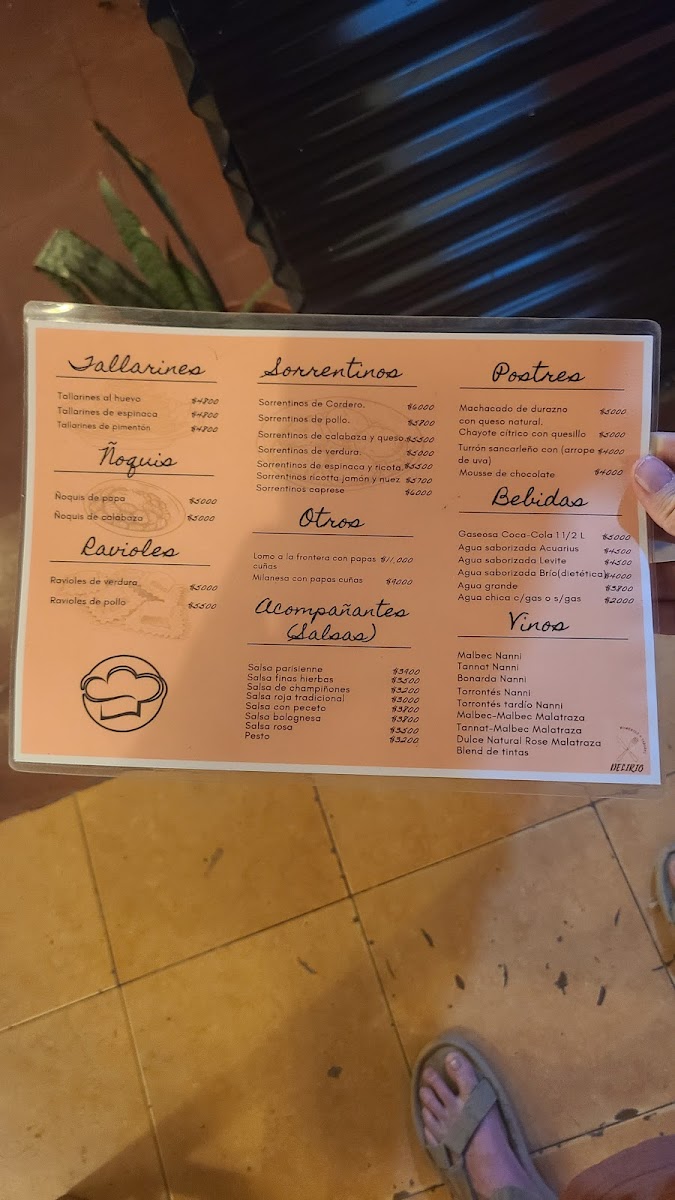 Tallarines
Tallarines al huevo $4800
Tallarines de espinaca $4800
Tallarines de pimentón $4800
Ñoquis
Ñoquis de papa $5000
Ñoquis de calabaza $5000
Ravioles
Ravioles de verdura $5000
Ravioles de pollo $5500
Sorrentinos
Sorrentinos de Cordero. $6000
Sorrentinos de pollo. $5800
Sorrentinos de calabaza y queso. $5500
Sorrentinos de verdura. $5000
Sorrentinos de espinaca y ricota. $5500
Sorrentinos ricotta jamón y nuez $5700
Sorrentinos caprese $6000
Otros
Lomo a la frontera con papas $11,000
cuñas
Milanesa con papas cuñas $9000
Acompañantes
(Salsas)
Salsa parisienne $3900
Salsa finas hierbas $3500
Salsa de champiñones $3200
Salsa roja tradicional $3000
Salsa con peceto $3800
Salsa bolognesa $3800
Salsa rosa $3500
Pesto $3200
Postres
Machacado de durazno $5000
con queso natural.
Chayote cítrico con quesillo $5000
Turrón sancarleño con (arrope $4000
de uva)
Mousse de chocolate $4000
Bebidas
Gaseosa Coca-Cola 1 1/2 L $5000
Agua saborizada Acuarius $4500
Agua saborizada Levite $4500
Agua saborizada Brío(dietética) $4000
Agua grande $3800
Agua chica c/gas o s/gas $2000
Vinos
Malbec Nanni
Tannat Nanni
Bonarda Nanni
Torrontés Nanni
Torrontés tardío Nanni
Malbec-Malbec Malatraza
Tannat-Malbec Malatraza
Dulce Natural Rose Malatraza
Blend de tintas
DELIRIO